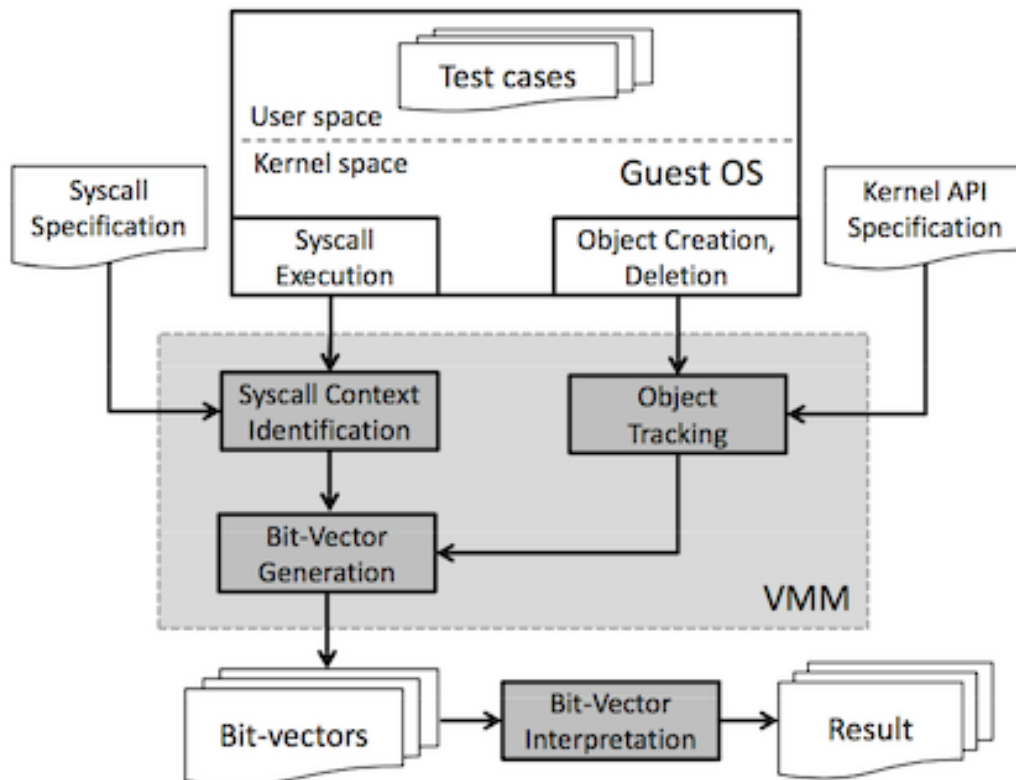 Test cases
User space
Kernel space
Guest OS
Syscall
Specification
Kernel API
Specification
Syscall
Execution
Object Creation,
Deletion
Syscall Context
Identification
Object
Tracking
Bit-Vector
Generation
VMM
Bit-vectors
Bit-Vector
Interpretation
Result